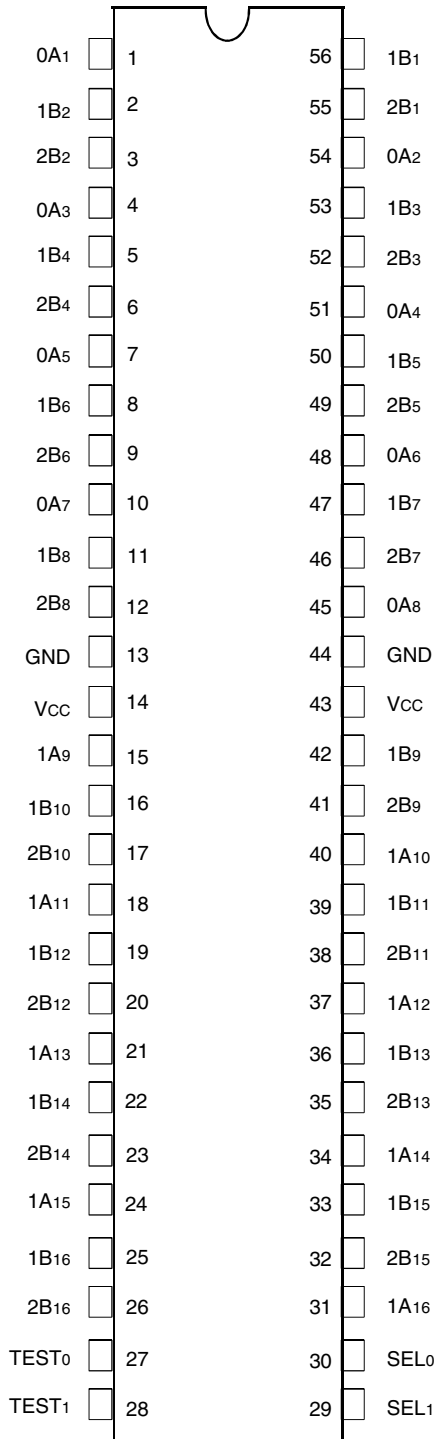 0A1 1 56 1B1
1B2 2 55 2B1
2B2 3 54 0A2
0A3 4 53 1B3
1B4 5 52 2B3
2B4 6 51 0A4
0A5 7 50 1B5
1B6 8 49 2B5
2B6 9 48 0A6
0A7 10 47 1B7
1B8 11 46 2B7
2B8 12 45 0A8
GND 13 44 GND
VCC 14 43 VCC
1A9 15 42 1B9
1B10 16 41 2B9
2B10 17 40 1A10
1A11 18 39 1B11
1B12 19 38 2B11
2B12 20 37 1A12
1A13 21 36 1B13
1B14 22 35 2B13
2B14 23 34 1A14
1A15 24 33 1B15
1B16 25 32 2B15
2B16 26 31 1A16
TEST0 27 30 SEL0
TEST1 28 29 SEL1